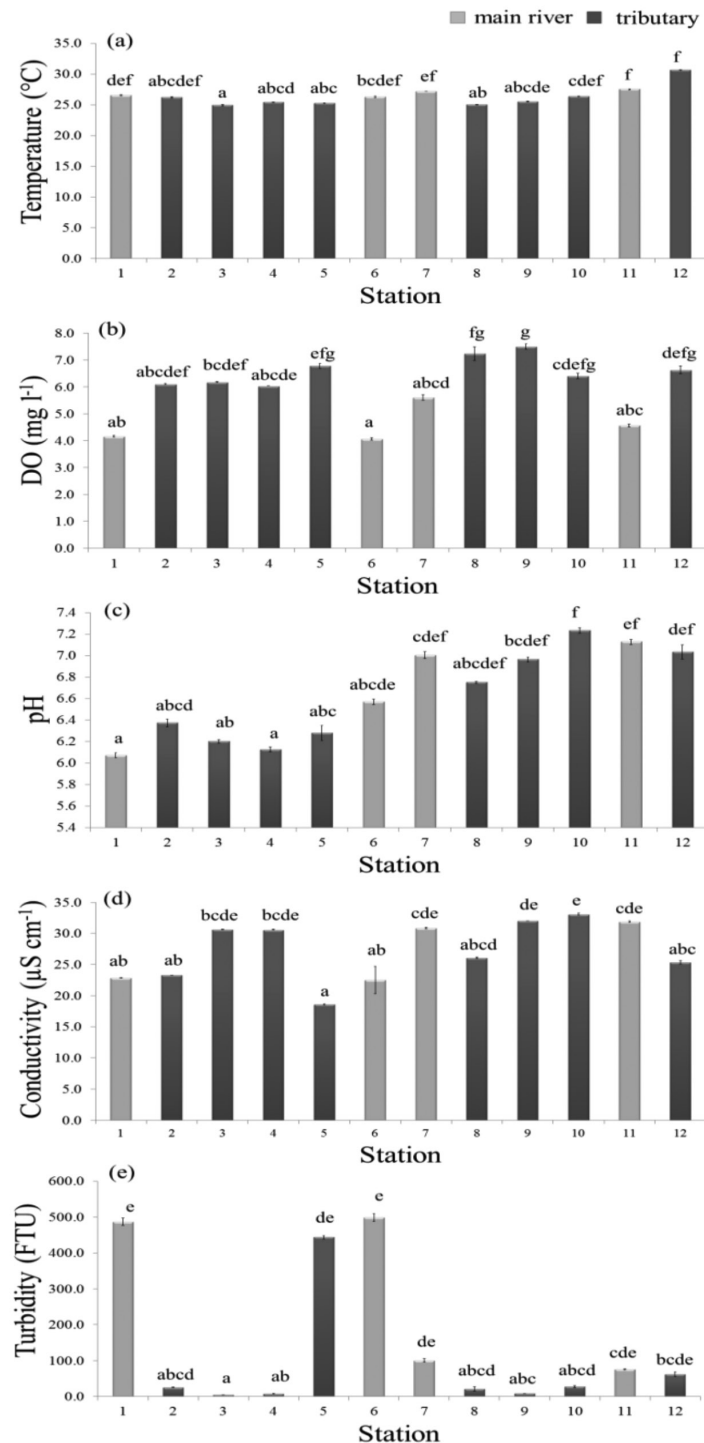 main river tributary
(a)
Temperature (°C)
35.0
30.0
25.0
20.0
15.0
10.0
5.0
0.0
def abcdef a abcd abc bcdef ef ab abcde cdef f f
1 2 3 4 5 6 7 8 9 10 11 12
Station
(b)
DO (mg l-1)
8.0
7.0
6.0
5.0
4.0
3.0
2.0
1.0
0.0
ab abcdef bcdef abcde efg a abcd fg g cdefg abc defg
1 2 3 4 5 6 7 8 9 10 11 12
Station
(c)
pH
7.4
7.2
7.0
6.8
6.6
6.4
6.2
6.0
5.8
5.6
5.4
a abcd ab a abc abcde cdef abcdef bcdef f ef def
1 2 3 4 5 6 7 8 9 10 11 12
Station
(d)
Conductivity (µS cm-1)
35.0
30.0
25.0
20.0
15.0
10.0
5.0
0.0
ab ab bcde bcde a ab cde abcd de e cde abc
1 2 3 4 5 6 7 8 9 10 11 12
Station
(e)
Turbidity (FTU)
600.0
500.0
400.0
300.0
200.0
100.0
0.0
e abcd a ab de e de abcd abc abcd cde bcde
1 2 3 4 5 6 7 8 9 10 11 12
Station